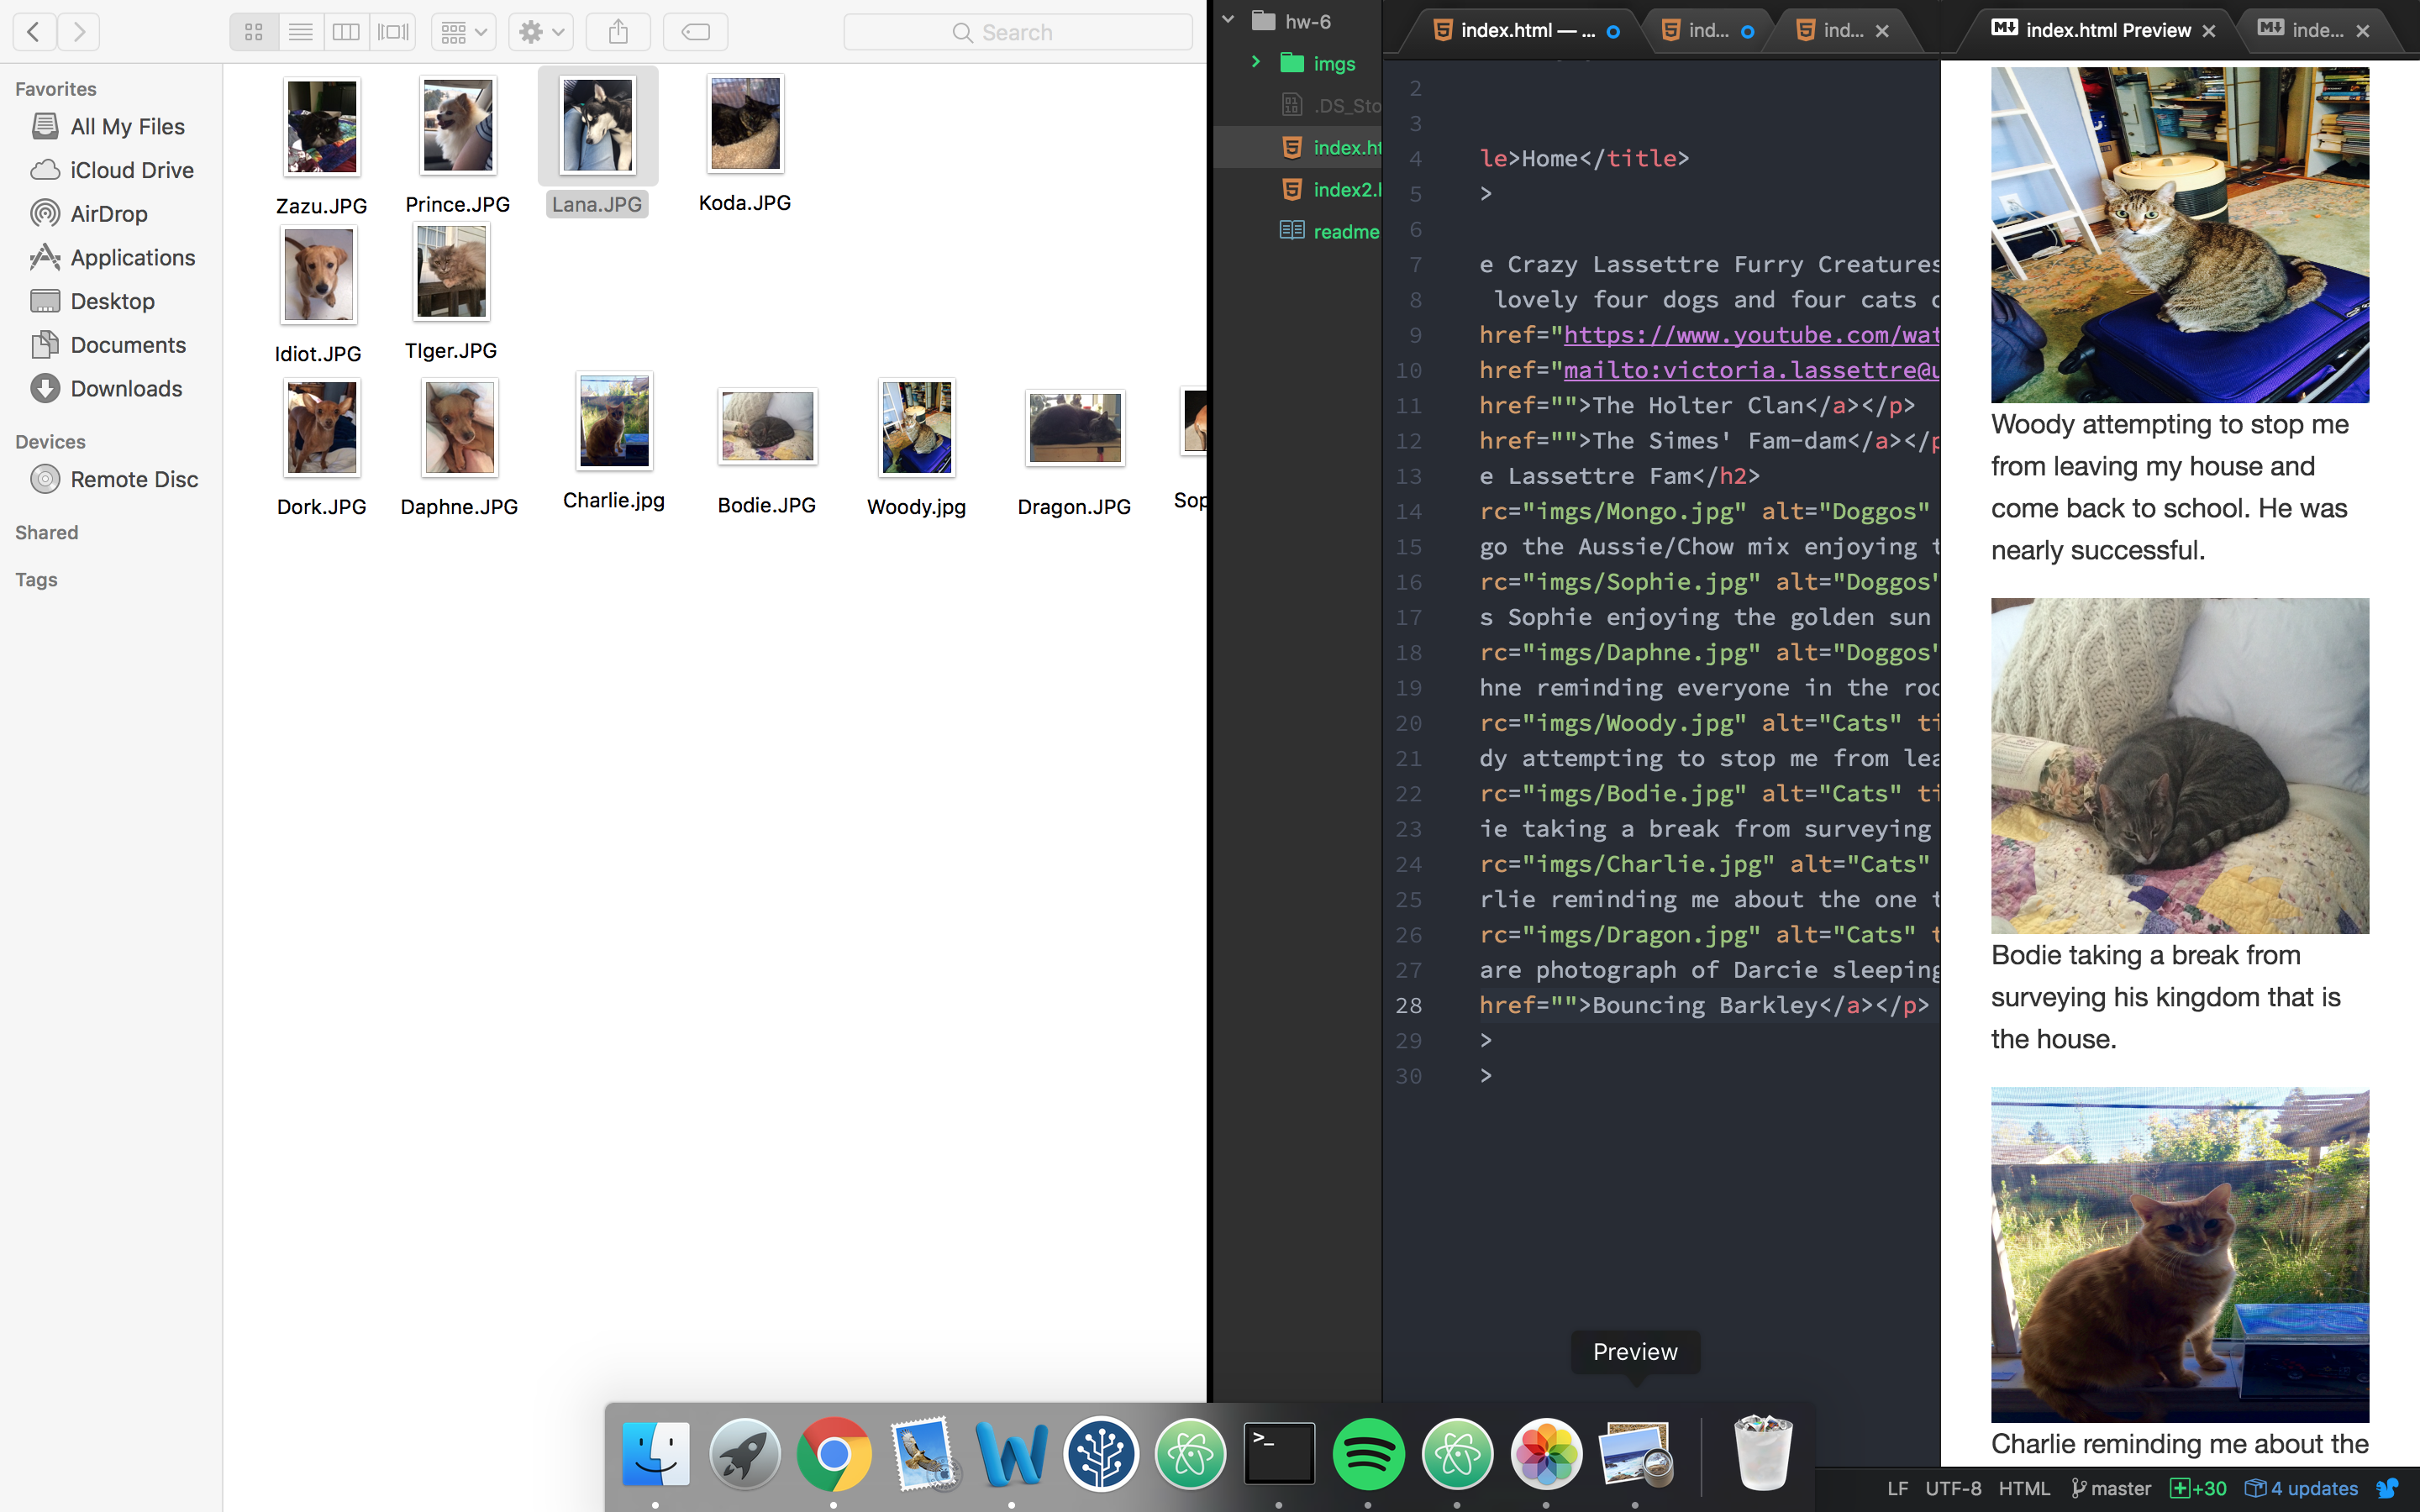 Search
Favorites
All My Files
iCloud Drive
AirDrop
Applications
Desktop
Documents
Downloads
Devices
Remote Disc
Shared
Tags
Zazu.JPG
Prince.JPG
Lana.JPG
Koda.JPG
Idiot.JPG
TIger.JPG
Dork.JPG
Daphne.JPG
Charlie.jpg
Bodie.JPG
Woody.jpg
Dragon.JPG
Sop
hw-6
imgs
.DS_Sto
index.ht
index2.h
readme
index.html — ...
ind...
ind...
2
3
4 le>Home</title>
5 >
6
7 e Crazy Lassettre Furry Creatures
8 lovely four dogs and four cats o
9 href="https://www.youtube.com/wat
10 href="mailto:victoria.lassettre@u
11 href="">The Holter Clan</a></p>
12 href="">The Simes' Fam-dam</a></p
13 e Lassettre Fam</h2>
14 rc="imgs/Mongo.jpg" alt="Doggos"
15 go the Aussie/Chow mix enjoying t
16 rc="imgs/Sophie.jpg" alt="Doggos"
17 s Sophie enjoying the golden sun
18 rc="imgs/Daphne.jpg" alt="Doggos"
19 hne reminding everyone in the roo
20 rc="imgs/Woody.jpg" alt="Cats" ti
21 dy attempting to stop me from lea
22 rc="imgs/Bodie.jpg" alt="Cats" ti
23 ie taking a break from surveying
24 rc="imgs/Charlie.jpg" alt="Cats"
25 rlie reminding me about the one t
26 rc="imgs/Dragon.jpg" alt="Cats" t
27 are photograph of Darcie sleeping
28 href="">Bouncing Barkley</a></p>
29 >
30 >
index.html Preview
inde...
Woody attempting to stop me
from leaving my house and
come back to school. He was
nearly successful.
Bodie taking a break from
surveying his kingdom that is
the house.
Charlie reminding me about the
Preview
LF UTF-8 HTML master +30 4 updates